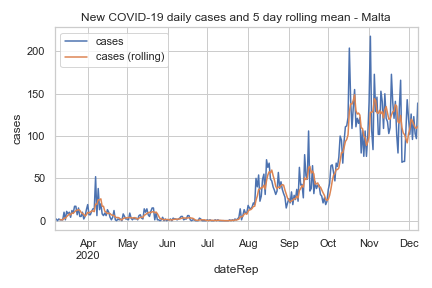 New COVID-19 daily cases and 5 day rolling mean - Malta
cases
cases (rolling)
200
150
100
50
0
cases
Apr
2020
May
Jun
Jul
Aug
Sep
Oct
Nov
Dec
dateRep